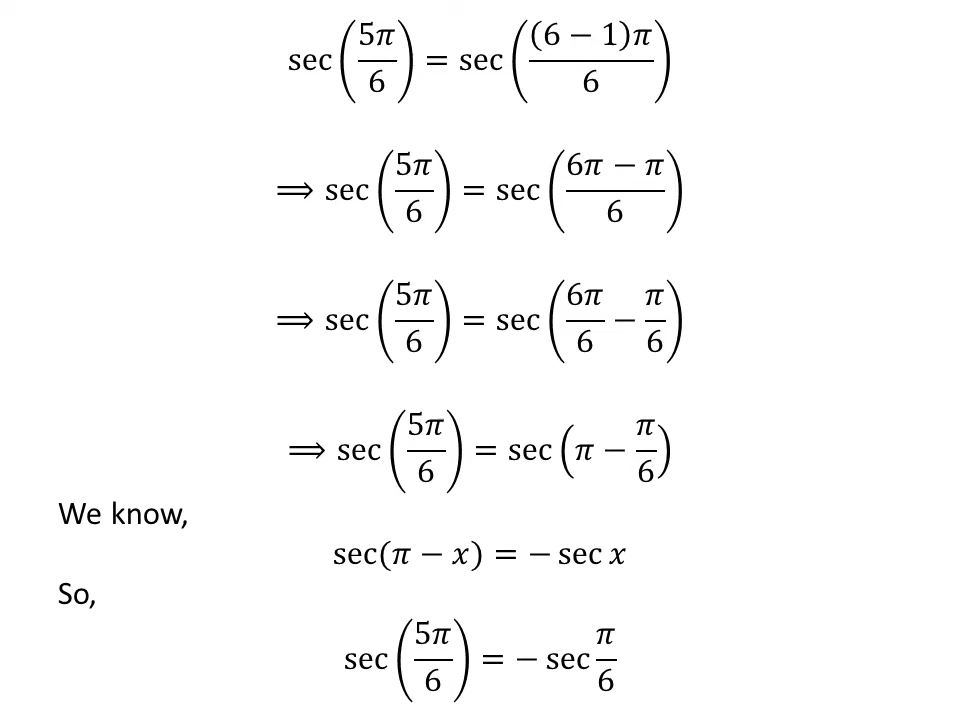 sec(5π/6) = sec((6 − 1)π/6)
⟹ sec(5π/6) = sec((6π − π)/6)
⟹ sec(5π/6) = sec(6π/6 − π/6)
⟹ sec(5π/6) = sec(π − π/6)
We know,
sec(π − x) = − sec x
So,
sec(5π/6) = − sec π/6